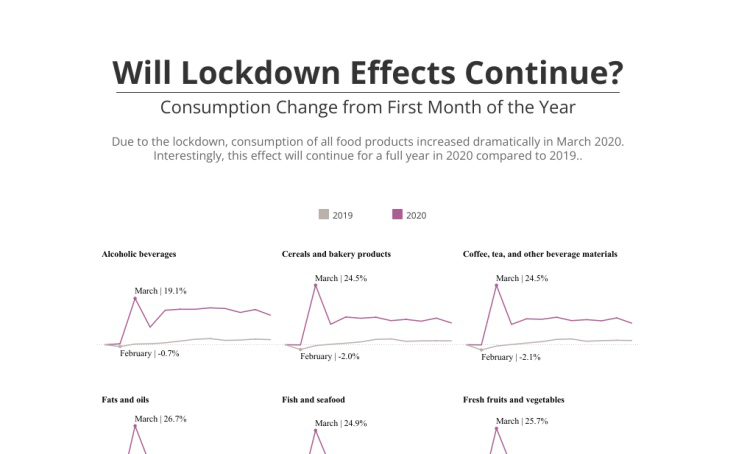 Will Lockdown Effects Continue?
Consumption Change from First Month of the Year
Due to the lockdown, consumption of all food products increased dramatically in March 2020.
Interestingly, this effect will continue for a full year in 2020 compared to 2019..
2019
2020
Alcoholic beverages
March | 19.1%
February | -0.7%
Cereals and bakery products
March | 24.5%
February | -2.0%
Coffee, tea, and other beverage materials
March | 24.5%
February | -2.1%
Fats and oils
March | 26.7%
Fish and seafood
March | 24.9%
Fresh fruits and vegetables
March | 25.7%